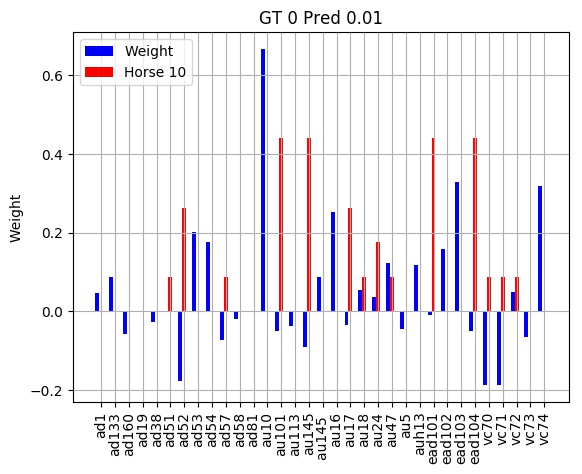 GT 0 Pred 0.01
Weight
Horse 10
Weight
0.6
0.4
0.2
0.0
−0.2
ad1
ad133
ad160
ad19
ad38
ad51
ad52
ad53
ad54
ad57
ad58
ad81
au10
au101
au113
au145
au145
au16
au17
au18
au24
au47
au5
auh13
ead101
ead102
ead103
ead104
vc70
vc71
vc72
vc73
vc74